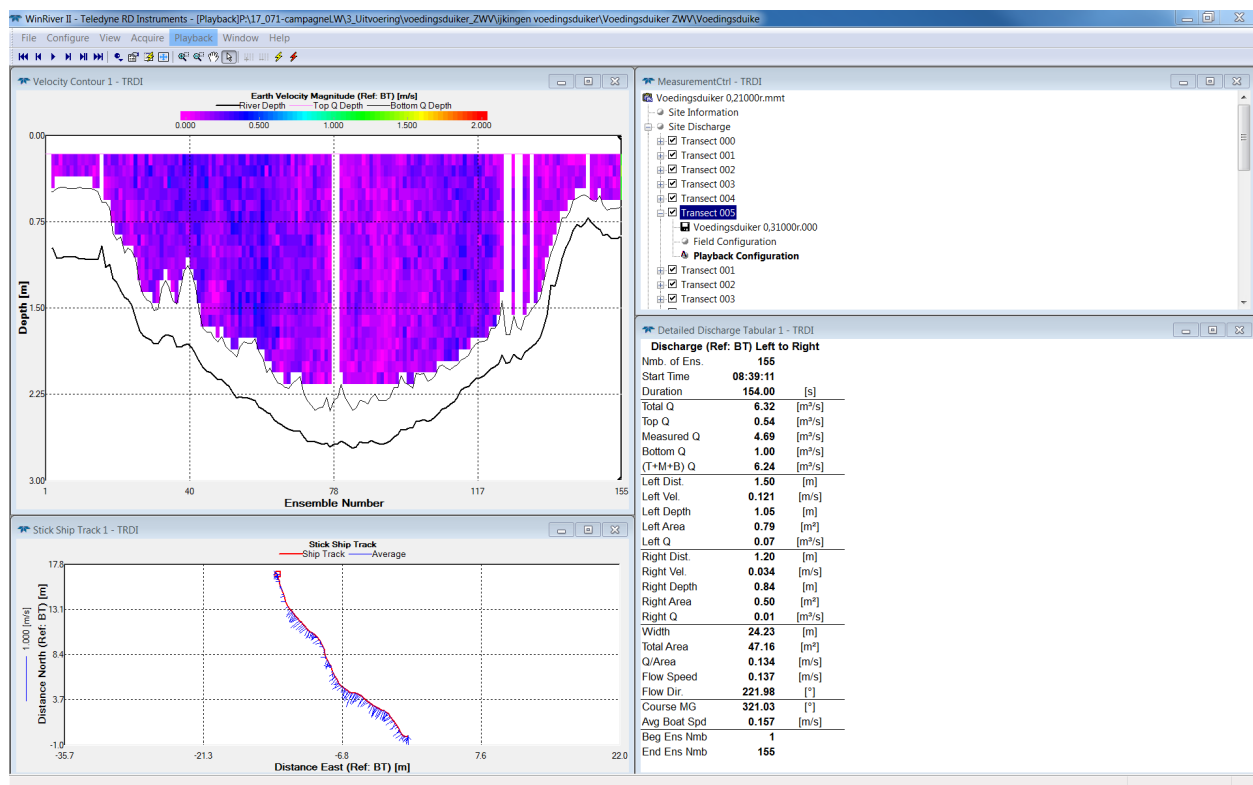 WinRiver II - Teledyne RD Instruments - [Playback]P:\17_071-campagneLW\3_Uitvoering\voedingsduiker_ZWV\ijkingen voedingsduiker\Voedingsduiker ZWV\Voedingsduike
File Configure View Acquire Playback Window Help
Velocity Contour 1 - TRDI
Earth Velocity Magnitude (Ref: BT) [m/s]
River Depth Top Q Depth Bottom Q Depth
0.000 0.500 1.000 1.500 2.000
0.00
0.75
1.50
2.25
3.00
Depth [m]
1 40 78 117 155
Ensemble Number
Stick Ship Track 1 - TRDI
Stick Ship Track
Ship Track Average
17.8
13.1
8.4
3.7
-1.0
1.000 [m/s]
Distance North (Ref: BT) [m]
-35.7 -21.3 -6.8 7.6 22.0
Distance East (Ref: BT) [m]
MeasurementCtrl - TRDI
Voedingsduiker 0,21000r.mmt
Site Information
Site Discharge
Transect 000
Transect 001
Transect 002
Transect 003
Transect 004
Transect 005
Voedingsduiker 0,31000r.000
Field Configuration
Playback Configuration
Transect 001
Transect 002
Transect 003
Detailed Discharge Tabular 1 - TRDI
Discharge (Ref: BT) Left to Right
Nmb. of Ens. 155
Start Time 08:39:11
Duration 154.00 [s]
Total Q 6.32 [m³/s]
Top Q 0.54 [m³/s]
Measured Q 4.69 [m³/s]
Bottom Q 1.00 [m³/s]
(T+M+B) Q 6.24 [m³/s]
Left Dist. 1.50 [m]
Left Vel. 0.121 [m/s]
Left Depth 1.05 [m]
Left Area 0.79 [m²]
Left Q 0.07 [m³/s]
Right Dist. 1.20 [m]
Right Vel. 0.034 [m/s]
Right Depth 0.84 [m]
Right Area 0.50 [m²]
Right Q 0.01 [m³/s]
Width 24.23 [m]
Total Area 47.16 [m²]
Q/Area 0.134 [m/s]
Flow Speed 0.137 [m/s]
Flow Dir. 221.98 [°]
Course MG 321.03 [°]
Avg Boat Spd 0.157 [m/s]
Beg Ens Nmb 1
End Ens Nmb 155